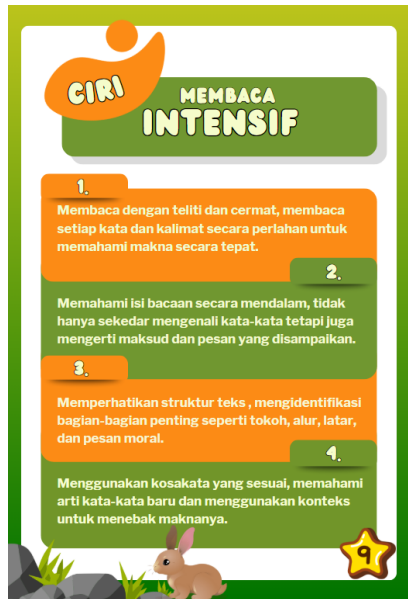 CIRI
MEMBACA
INTENSIF
1.
Membaca dengan teliti dan cermat, membaca
setiap kata dan kalimat secara perlahan untuk
memahami makna secara tepat.
2.
Memahami isi bacaan secara mendalam, tidak
hanya sekedar mengenali kata-kata tetapi juga
mengerti maksud dan pesan yang disampaikan.
3.
Memperhatikan struktur teks , mengidentifikasi
bagian-bagian penting seperti tokoh, alur, latar,
dan pesan moral.
4.
Menggunakan kosakata yang sesuai, memahami
arti kata-kata baru dan menggunakan konteks
untuk menebak maknanya.
9